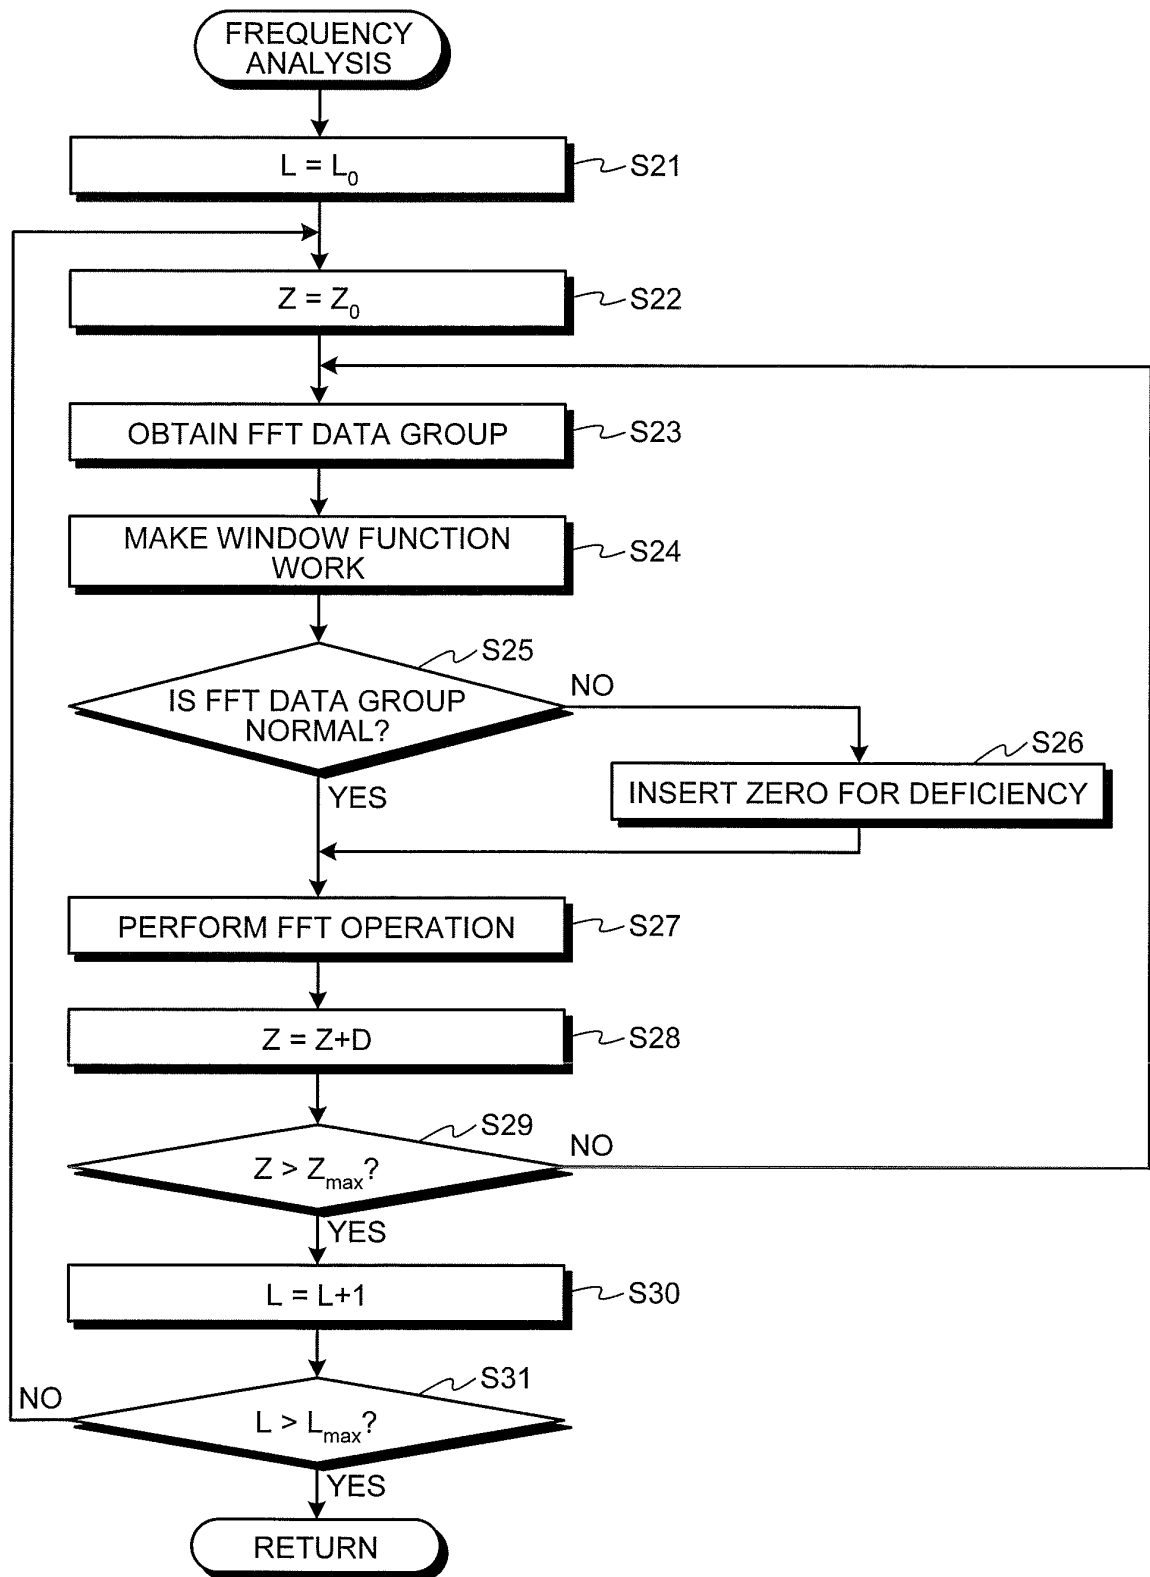 FREQUENCY
ANALYSIS
L = L₀
S21
Z = Z₀
S22
OBTAIN FFT DATA GROUP
S23
MAKE WINDOW FUNCTION
WORK
S24
S25
IS FFT DATA GROUP
NORMAL?
NO
YES
S26
INSERT ZERO FOR DEFICIENCY
PERFORM FFT OPERATION
S27
Z = Z+D
S28
S29
Z > Zmax?
NO
YES
L = L+1
S30
S31
NO
L > Lmax?
YES
RETURN